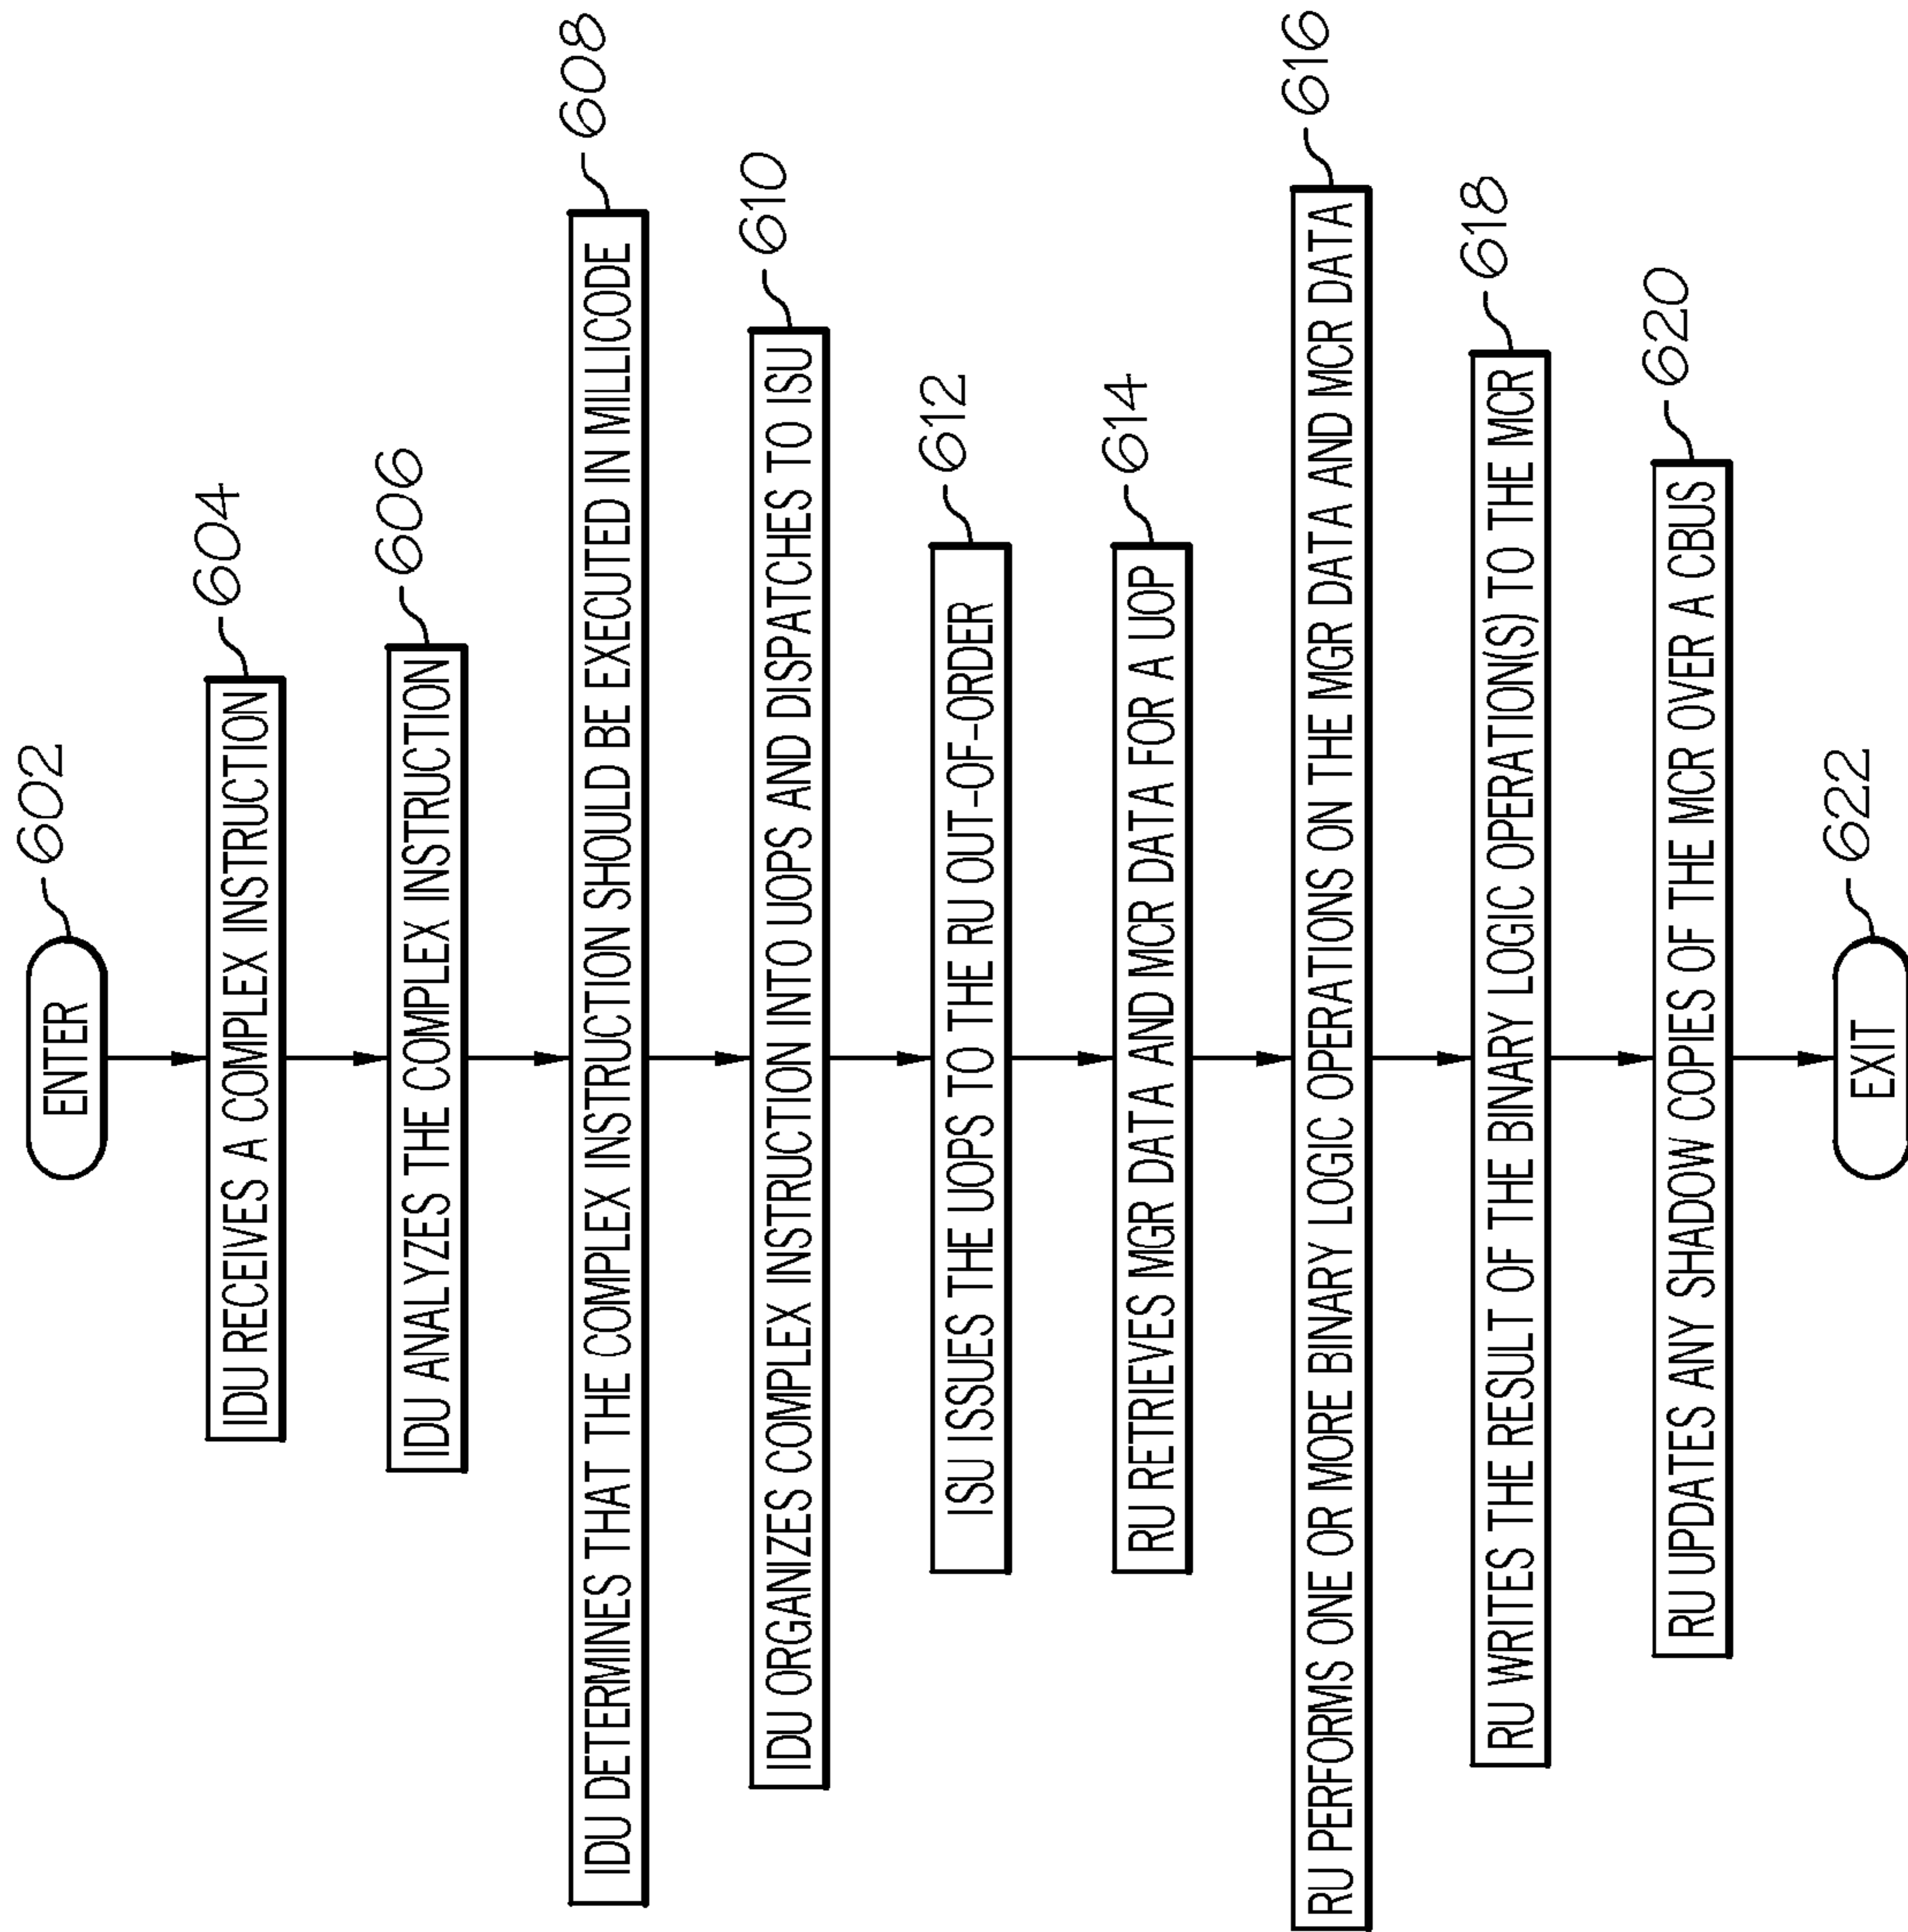 ENTER
602
IDU RECEIVES A COMPLEX INSTRUCTION
604
IDU ANALYZES THE COMPLEX INSTRUCTION
606
IDU DETERMINES THAT THE COMPLEX INSTRUCTION SHOULD BE EXECUTED IN MILLICODE
608
IDU ORGANIZES COMPLEX INSTRUCTION INTO UOPS AND DISPATCHES TO ISU
610
ISU ISSUES THE UOPS TO THE RU OUT-OF-ORDER
612
RU RETRIEVES MGR DATA AND MCR DATA FOR A UOP
614
RU PERFORMS ONE OR MORE BINARY LOGIC OPERATIONS ON THE MGR DATA AND MCR DATA
616
RU WRITES THE RESULT OF THE BINARY LOGIC OPERATION(S) TO THE MCR
618
RU UPDATES ANY SHADOW COPIES OF THE MCR OVER A CBUS
620
EXIT
622